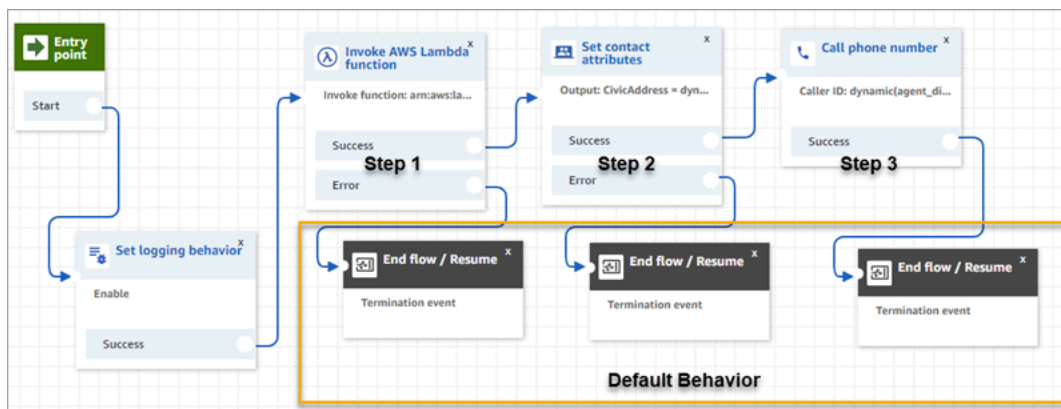 Entry
point
Start
Set logging behavior
x
Enable
Success
Invoke AWS Lambda
function
x
Invoke function: arn:aws:la...
Success
Step 1
Error
Set contact
attributes
x
Output: CivicAddress = dyn...
Success
Step 2
Error
Call phone number
x
Caller ID: dynamic(agent_di...
Success
Step 3
End flow / Resume
x
Termination event
End flow / Resume
x
Termination event
End flow / Resume
x
Termination event
Default Behavior